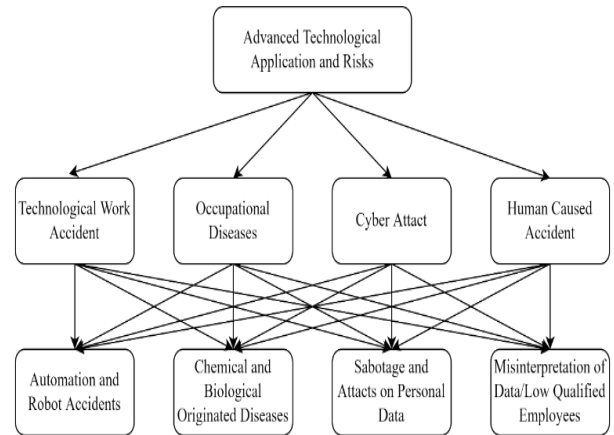 Advanced Technological
Application and Risks
Technological Work
Accident
Occupational
Diseases
Cyber Attact
Human Caused
Accident
Automation and
Robot Accidents
Chemical and
Biological
Originated Diseases
Sabotage and
Attacts on Personal
Data
Misinterpretation of
Data/Low Qualified
Employees